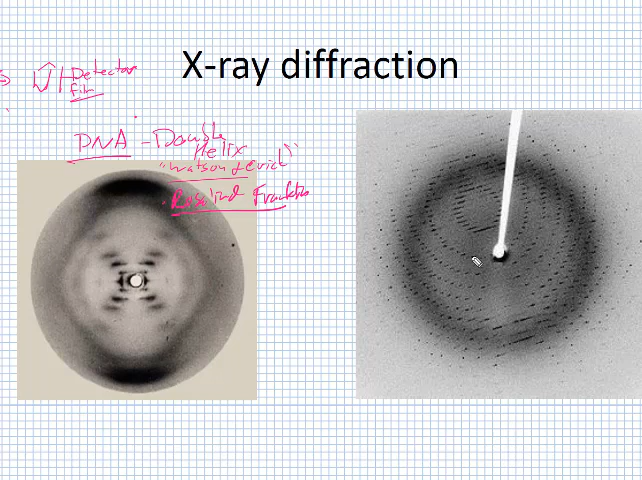 X-ray diffraction
Detector
film
DNA - Double
Helix
"Watson & Crick"
Rosalind Franklin